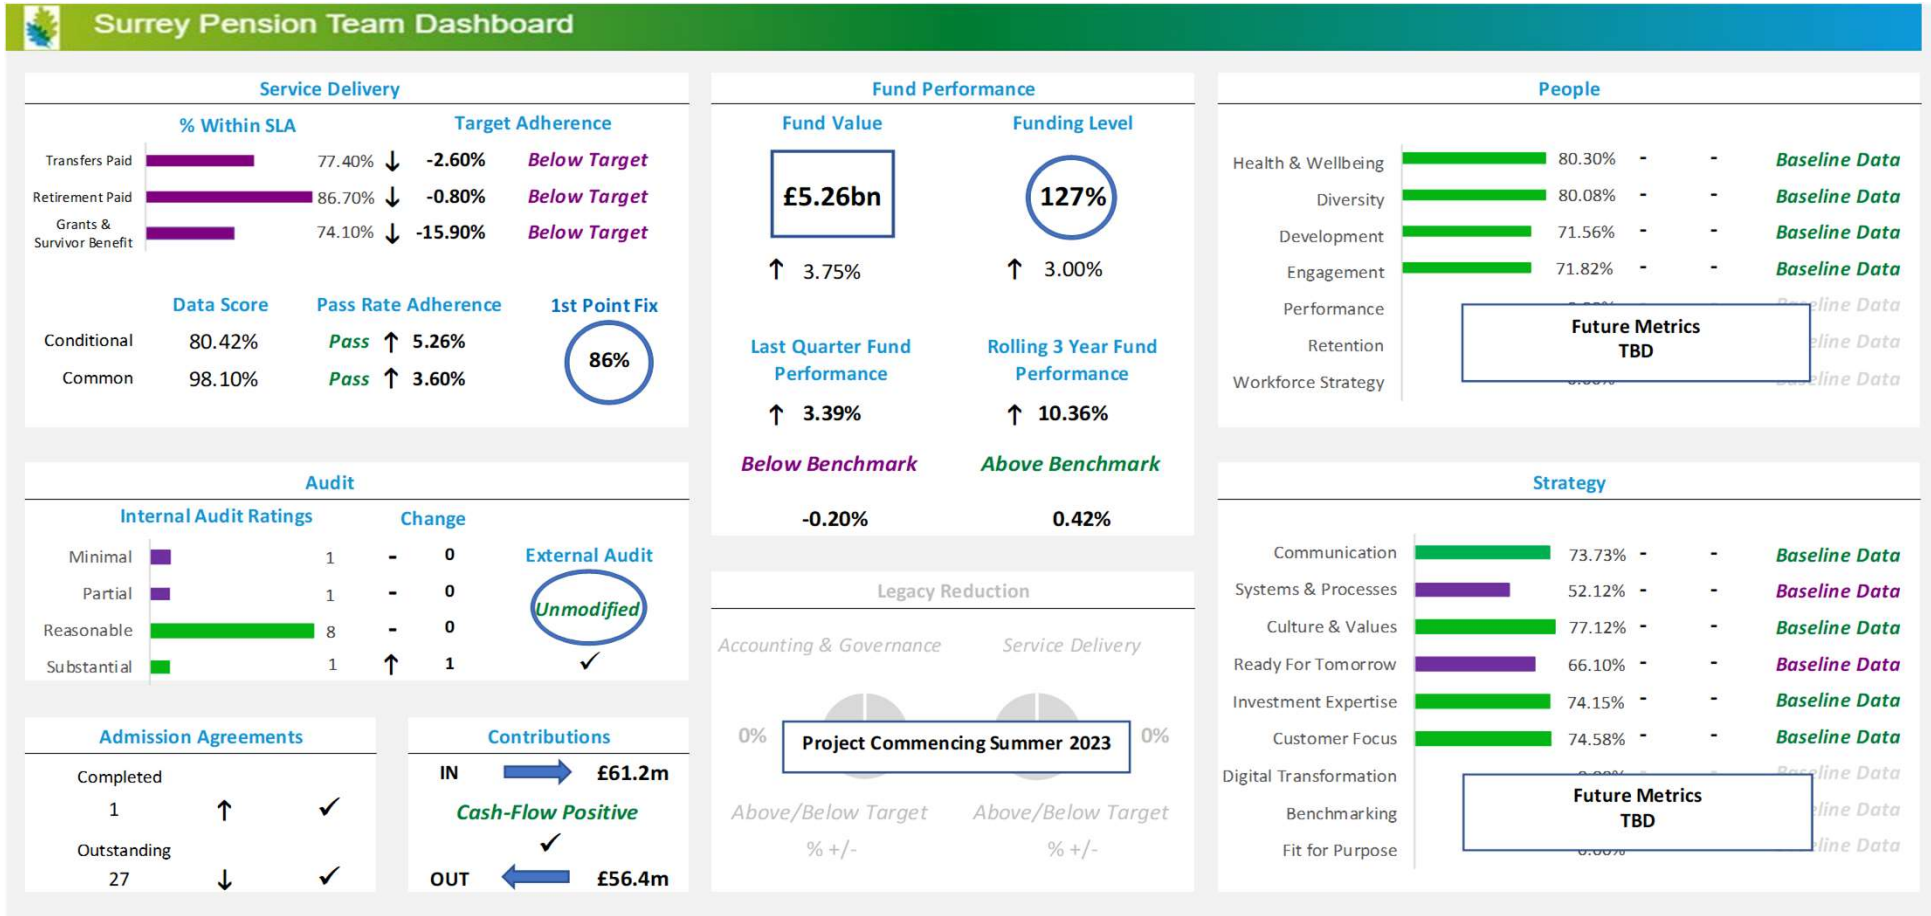 Surrey Pension Team Dashboard
Service Delivery
% Within SLA Target Adherence
Transfers Paid 77.40% ↓ -2.60% Below Target
Retirement Paid 86.70% ↓ -0.80% Below Target
Grants &
Survivor Benefit 74.10% ↓ -15.90% Below Target
Data Score Pass Rate Adherence 1st Point Fix
Conditional 80.42% Pass ↑ 5.26%
86%
Common 98.10% Pass ↑ 3.60%
Audit
Internal Audit Ratings Change
Minimal 1 - 0 External Audit
Partial 1 - 0
Unmodified
Reasonable 8 - 0
Substantial 1 ↑ 1 ✓
Admission Agreements
Completed
1 ↑ ✓
Outstanding
27 ↓ ✓
Contributions
IN £61.2m
Cash-Flow Positive
✓
OUT £56.4m
Fund Performance
Fund Value Funding Level
£5.26bn 127%
↑ 3.75% ↑ 3.00%
Last Quarter Fund Rolling 3 Year Fund
Performance Performance
↑ 3.39% ↑ 10.36%
Below Benchmark Above Benchmark
-0.20% 0.42%
Legacy Reduction
Accounting & Governance Service Delivery
0% Project Commencing Summer 2023 0%
Above/Below Target Above/Below Target
% +/- % +/-
People
Health & Wellbeing 80.30% - - Baseline Data
Diversity 80.08% - - Baseline Data
Development 71.56% - - Baseline Data
Engagement 71.82% - - Baseline Data
Performance
Future Metrics
Retention TBD
Workforce Strategy
Strategy
Communication 73.73% - - Baseline Data
Systems & Processes 52.12% - - Baseline Data
Culture & Values 77.12% - - Baseline Data
Ready For Tomorrow 66.10% - - Baseline Data
Investment Expertise 74.15% - - Baseline Data
Customer Focus 74.58% - - Baseline Data
Digital Transformation
Future Metrics
Benchmarking TBD
Fit for Purpose